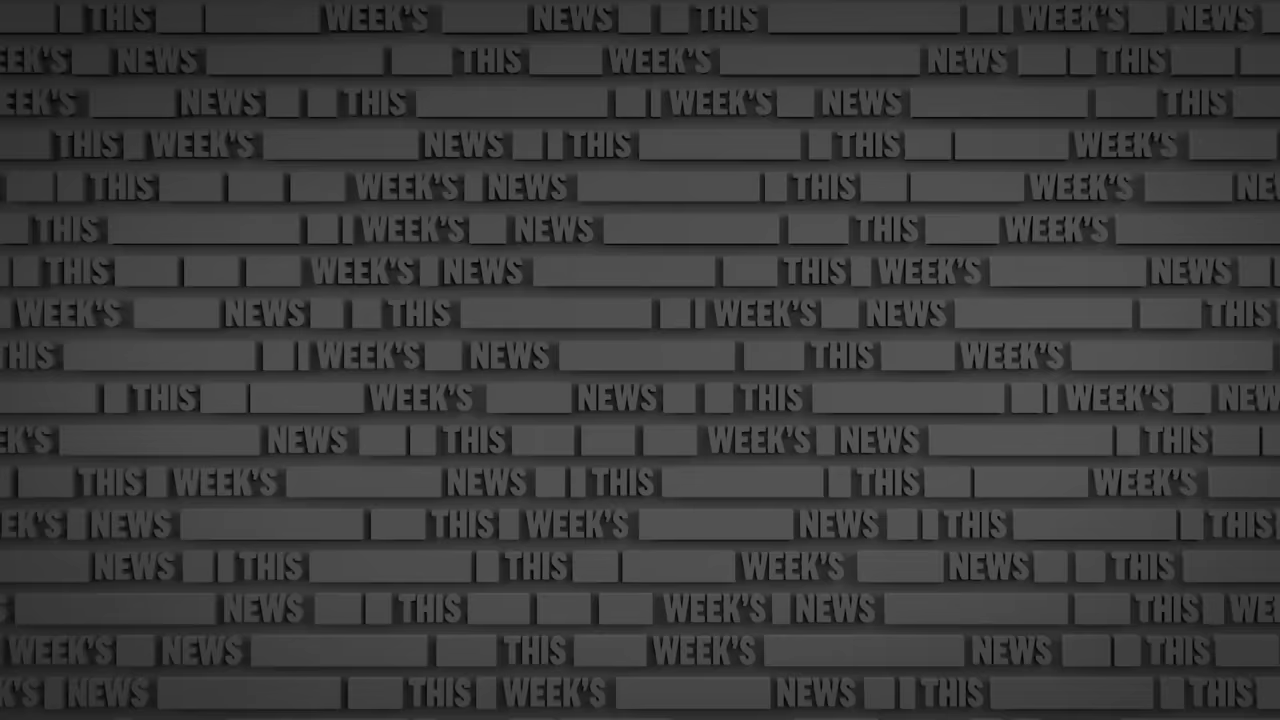 THIS WEEK'S NEWS THIS WEEK'S NEWS
EEK'S NEWS THIS WEEK'S NEWS THIS
EEK'S NEWS THIS WEEK'S NEWS THIS
THIS WEEK'S NEWS THIS THIS WEEK'S
THIS WEEK'S NEWS THIS WEEK'S NE
THIS WEEK'S NEWS THIS WEEK'S
THIS WEEK'S NEWS THIS WEEK'S NEWS
WEEK'S NEWS THIS WEEK'S NEWS THIS
THIS WEEK'S NEWS THIS WEEK'S
THIS WEEK'S NEWS THIS WEEK'S NEW
EK'S NEWS THIS WEEK'S NEWS THIS
THIS WEEK'S NEWS THIS THIS WEEK'S
EK'S NEWS THIS WEEK'S NEWS THIS THIS
NEWS THIS THIS WEEK'S NEWS THIS
S NEWS THIS WEEK'S NEWS THIS WE
WEEK'S NEWS THIS WEEK'S NEWS THIS
K'S NEWS THIS WEEK'S NEWS THIS THIS